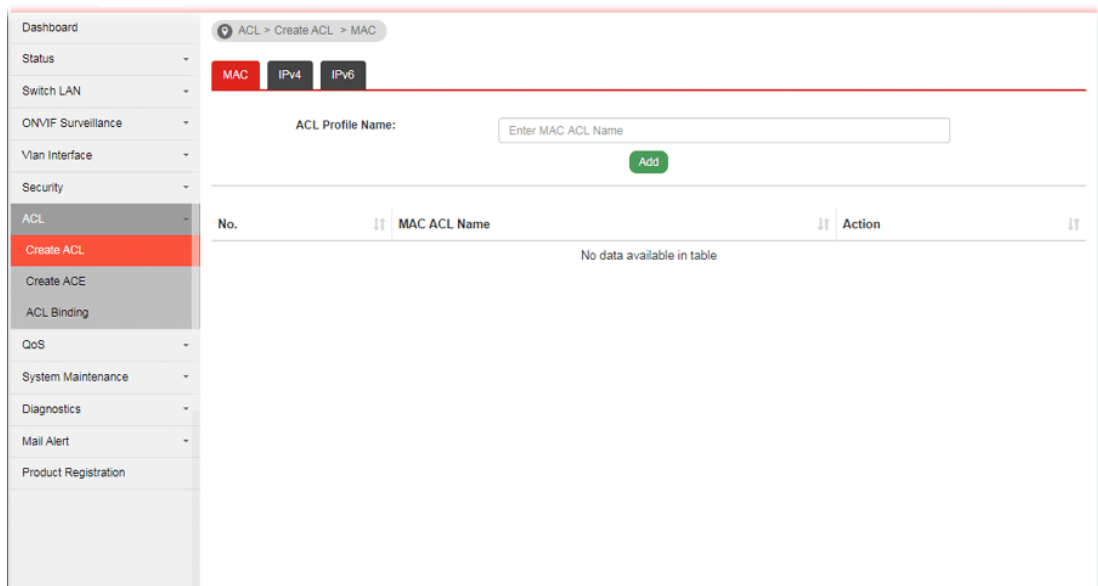 Dashboard
Status
Switch LAN
ONVIF Surveillance
Vlan Interface
Security
ACL
Create ACL
Create ACE
ACL Binding
QoS
System Maintenance
Diagnostics
Mail Alert
Product Registration
ACL > Create ACL > MAC
MAC IPv4 IPv6
ACL Profile Name: Enter MAC ACL Name
Add
No. MAC ACL Name Action
No data available in table